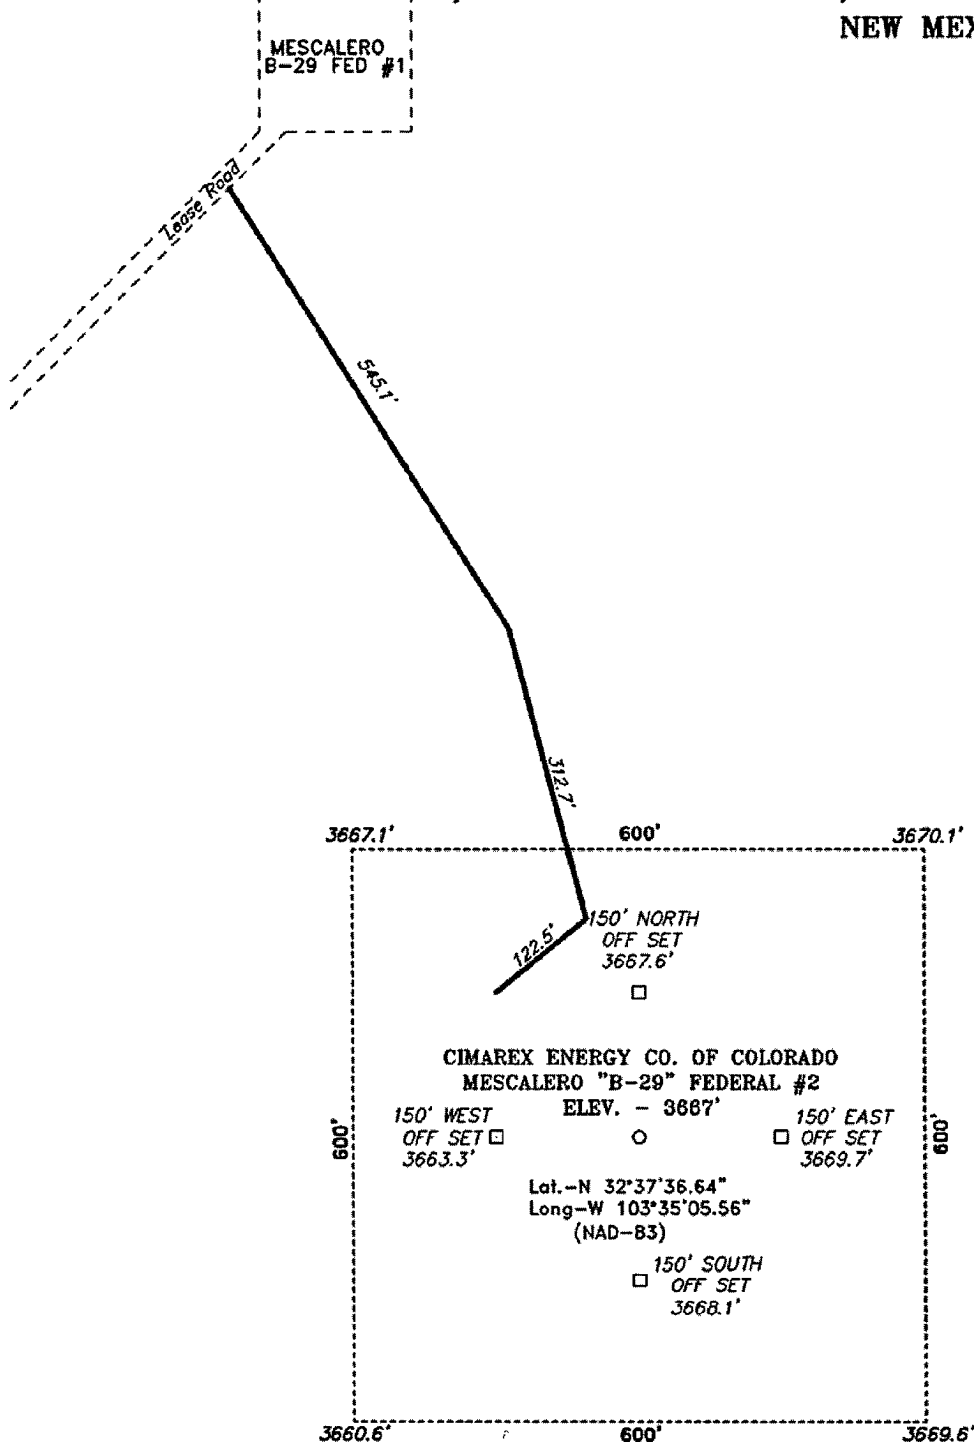 NEW MEX
MESCALERO
B-29 FED #1
Lease Road
545.1'
312.7'
3667.1'
600'
3670.1'
122.5'
150' NORTH
OFF SET
3667.6'
CIMAREX ENERGY CO. OF COLORADO
MESCALERO "B-29" FEDERAL #2
ELEV. - 3667'
150' WEST
OFF SET
3663.3'
150' EAST
OFF SET
3669.7'
600'
600'
Lat.-N 32°37'36.64"
Long-W 103°35'05.56"
(NAD-83)
150' SOUTH
OFF SET
3668.1'
3660.6'
600'
3669.6'